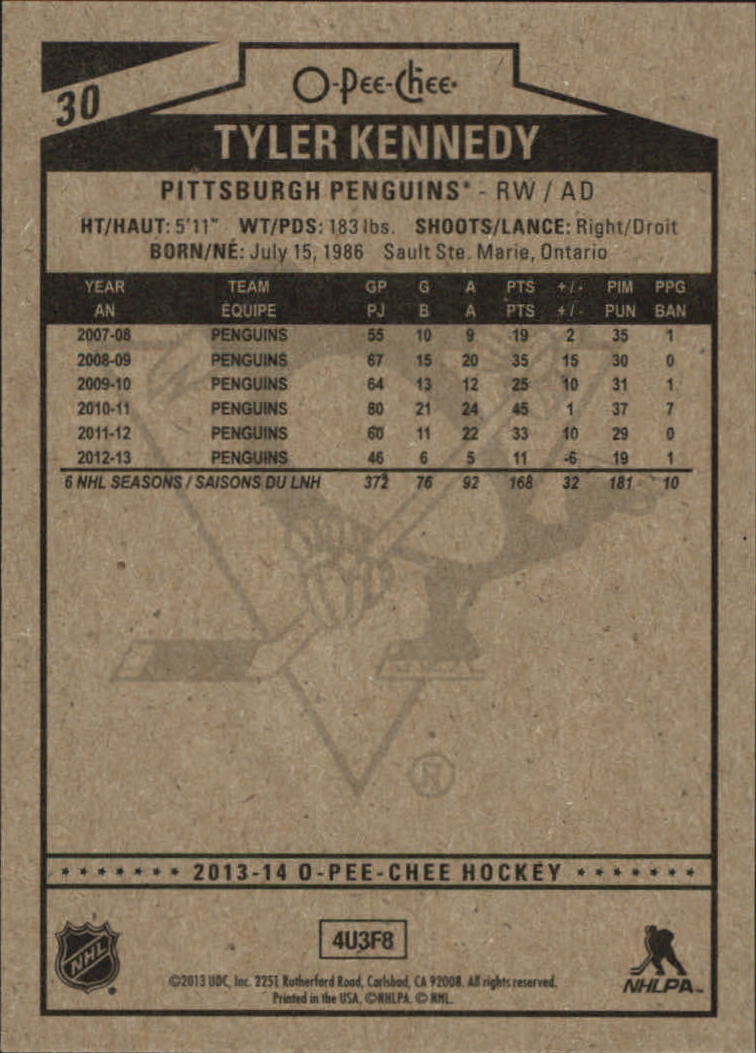 O-Pee-Chee
30
TYLER KENNEDY
PITTSBURGH PENGUINS* - RW / AD
HT/HAUT: 5'11" WT/PDS: 183 lbs. SHOOTS/LANCE: Right/Droit
BORN/NÉ: July 15, 1986 Sault Ste. Marie, Ontario
YEAR TEAM GP G A PTS +/- PIM PPG
AN ÉQUIPE PJ B A PTS +/- PUN BAN
2007-08 PENGUINS 55 10 9 19 2 35 1
2008-09 PENGUINS 67 15 20 35 15 30 0
2009-10 PENGUINS 64 13 12 25 10 31 1
2010-11 PENGUINS 80 21 24 45 1 37 7
2011-12 PENGUINS 60 11 22 33 10 29 0
2012-13 PENGUINS 46 6 5 11 -6 19 1
6 NHL SEASONS / SAISONS DU LNH 372 76 92 168 32 181 10
®
* * * * * * * 2013-14 O-PEE-CHEE HOCKEY * * * * * * *
NHL
4U3F8
NHLPA™
©2013 UDC, Inc. 2251 Rutherford Road, Carlsbad, CA 92008. All rights reserved.
Printed in the USA. ©NHLPA. © NHL.